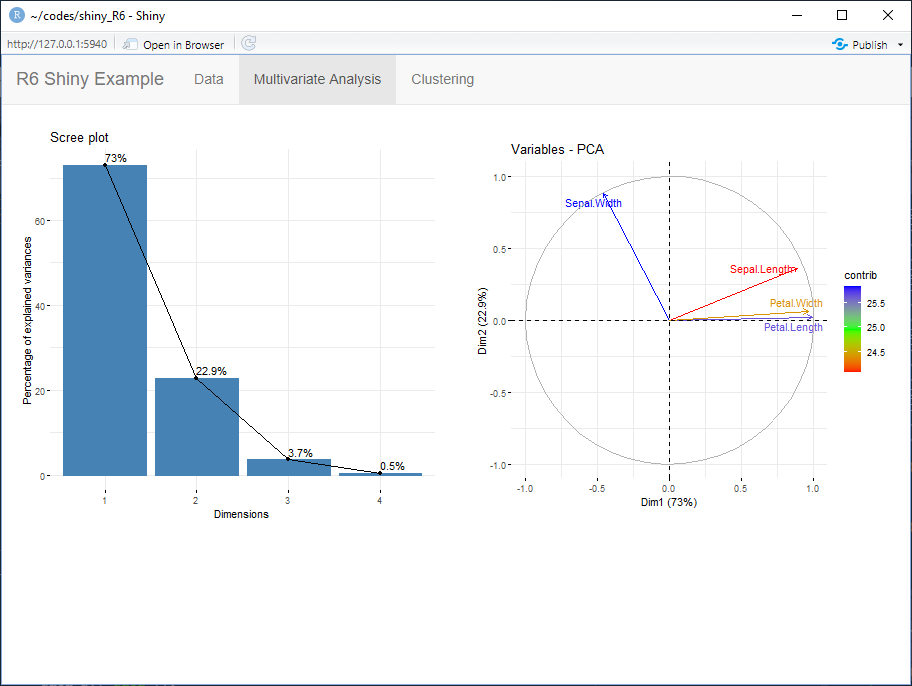 ~/codes/shiny_R6 - Shiny
http://127.0.0.1:5940 Open in Browser Publish
R6 Shiny Example Data Multivariate Analysis Clustering
Scree plot
73%
22.9%
3.7%
0.5%
60
40
20
0
Percentage of explained variances
1 2 3 4
Dimensions
Variables - PCA
1.0
0.5
0.0
-0.5
-1.0
Dim2 (22.9%)
Sepal.Width
Sepal.Length
Petal.Width
Petal.Length
-1.0 -0.5 0.0 0.5 1.0
Dim1 (73%)
contrib
25.5
25.0
24.5